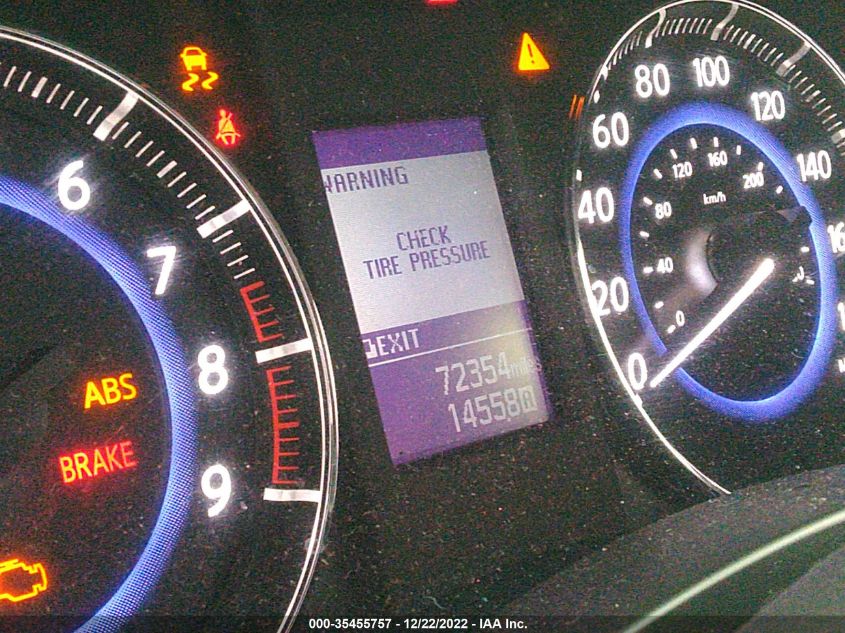 6
7
8
9
ABS
BRAKE
WARNING
CHECK
TIRE PRESSURE
EXIT
72354 miles
14558
0
20
40
60
80
100
120
140
0
40
80
120
160
200
km/h
000-35455757 - 12/22/2022 - IAA Inc.